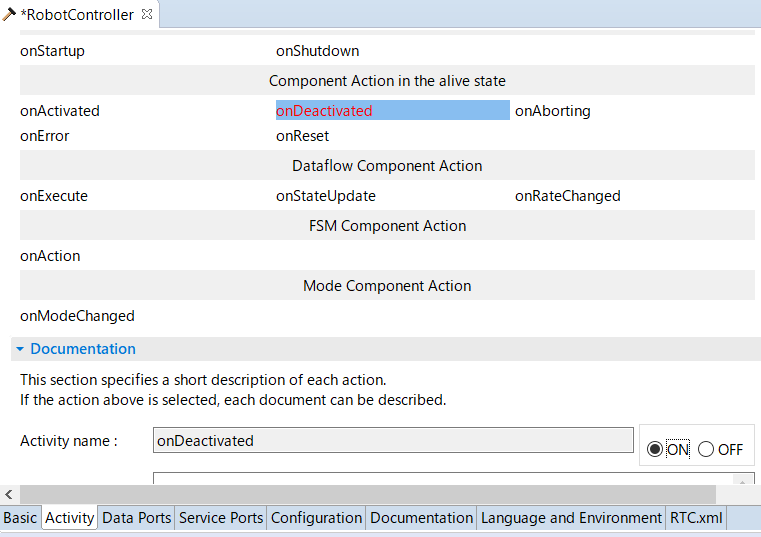 *RobotController
onStartup onShutdown
Component Action in the alive state
onActivated onDeactivated onAborting
onError onReset
Dataflow Component Action
onExecute onStateUpdate onRateChanged
FSM Component Action
onAction
Mode Component Action
onModeChanged
Documentation
This section specifies a short description of each action.
If the action above is selected, each document can be described.
Activity name : onDeactivated ON OFF
Basic Activity Data Ports Service Ports Configuration Documentation Language and Environment RTC.xml